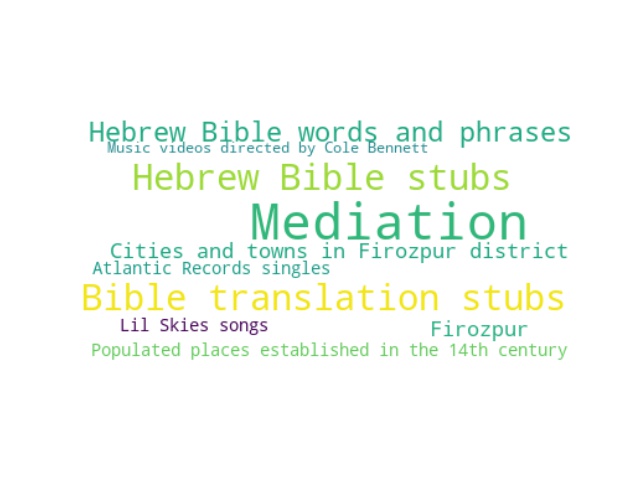 Hebrew Bible words and phrases
Music videos directed by Cole Bennett
Hebrew Bible stubs
Mediation
Cities and towns in Firozpur district
Atlantic Records singles
Bible translation stubs
Lil Skies songs
Firozpur
Populated places established in the 14th century